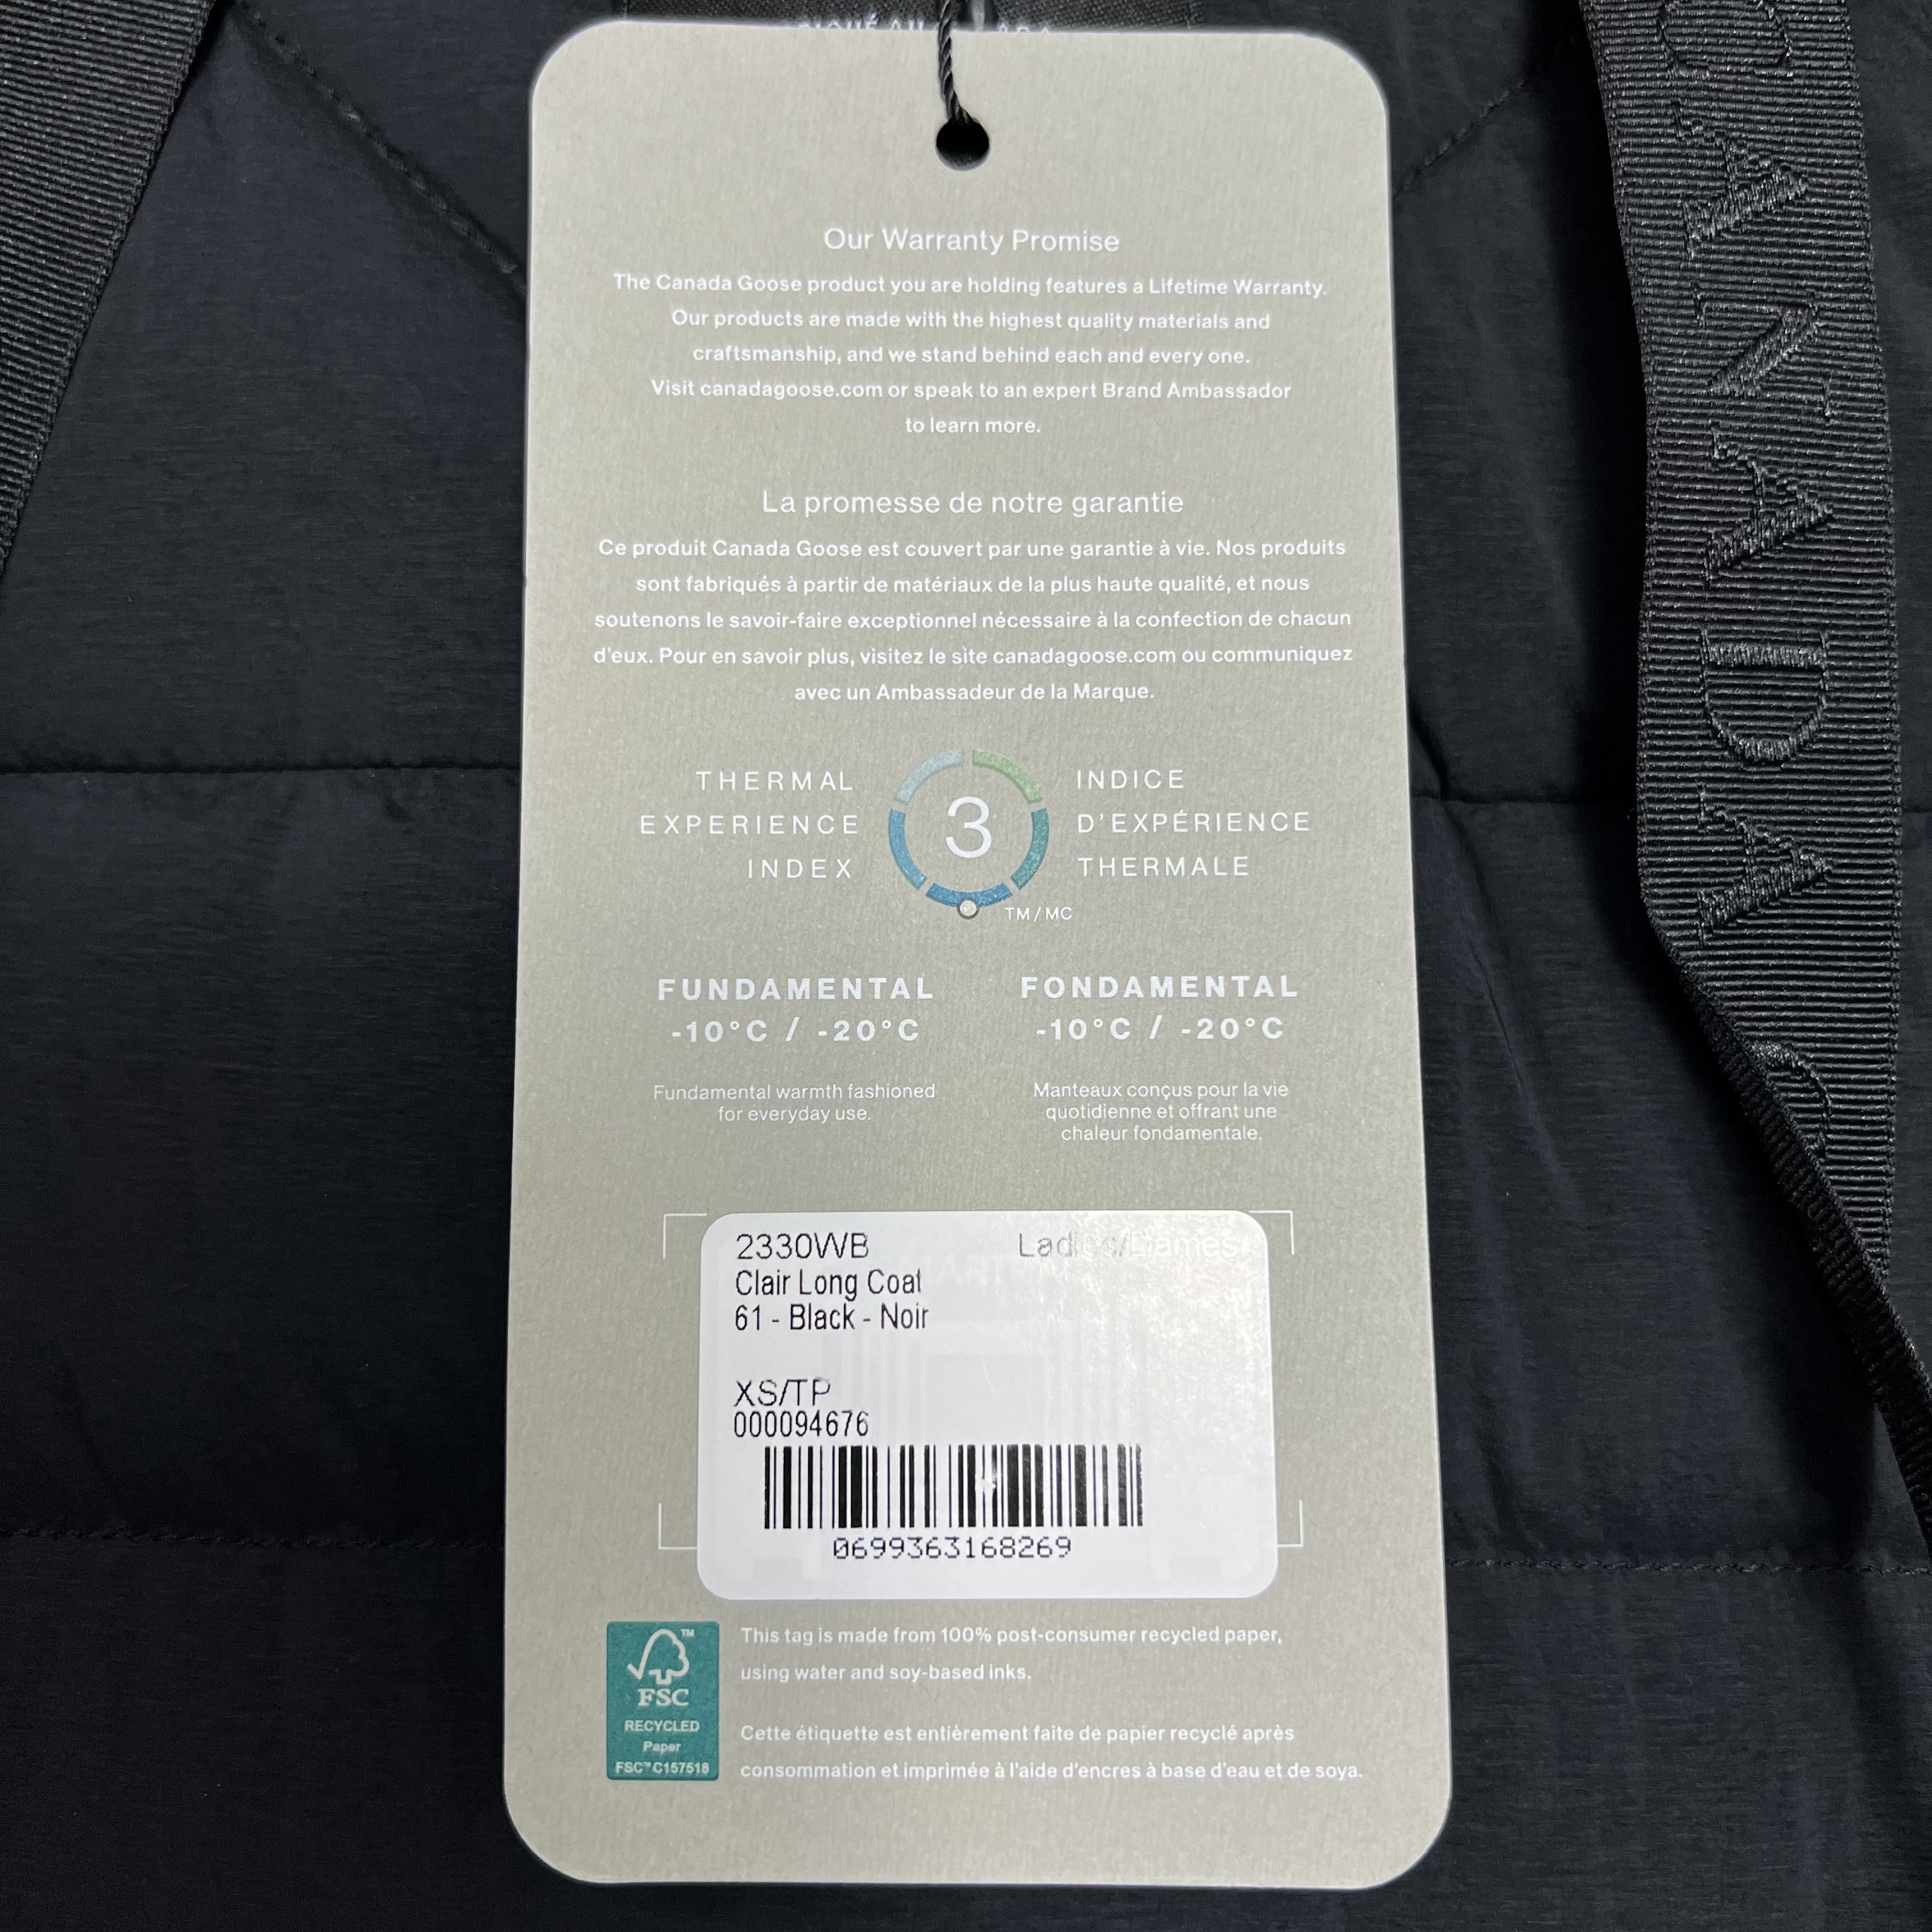 Our Warranty Promise
The Canada Goose product you are holding features a Lifetime Warranty.
Our products are made with the highest quality materials and
craftsmanship, and we stand behind each and every one.
Visit canadagoose.com or speak to an expert Brand Ambassador
to learn more.
La promesse de notre garantie
Ce produit Canada Goose est couvert par une garantie à vie. Nos produits
sont fabriqués à partir de matériaux de la plus haute qualité, et nous
soutenons le savoir-faire exceptionnel nécessaire à la confection de chacun
d'eux. Pour en savoir plus, visitez le site canadagoose.com ou communiquez
avec un Ambassadeur de la Marque.
THERMAL
EXPERIENCE
INDEX
3
TM/MC
INDICE
D'EXPÉRIENCE
THERMALE
FUNDAMENTAL
-10°C / -20°C
Fundamental warmth fashioned
for everyday use.
FONDAMENTAL
-10°C / -20°C
Manteaux conçus pour la vie
quotidienne et offrant une
chaleur fondamentale.
2330WB Ladies/Dames
Clair Long Coat
61 - Black - Noir
XS/TP
000094676
0699363168269
TM
FSC
RECYCLED
Paper
FSC™ C157518
This tag is made from 100% post-consumer recycled paper,
using water and soy-based inks.
Cette étiquette est entièrement faite de papier recyclé après
consommation et imprimée à l'aide d'encres à base d'eau et de soya.
CANADA